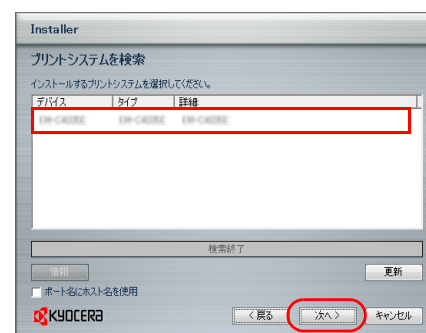 Installer
プリントシステムを検索
インストールするプリントシステムを選択してください。
デバイス タイプ 詳細
検索終了
情報 更新
ポート名にホスト名を使用
KYOCERA <戻る 次へ> キャンセル